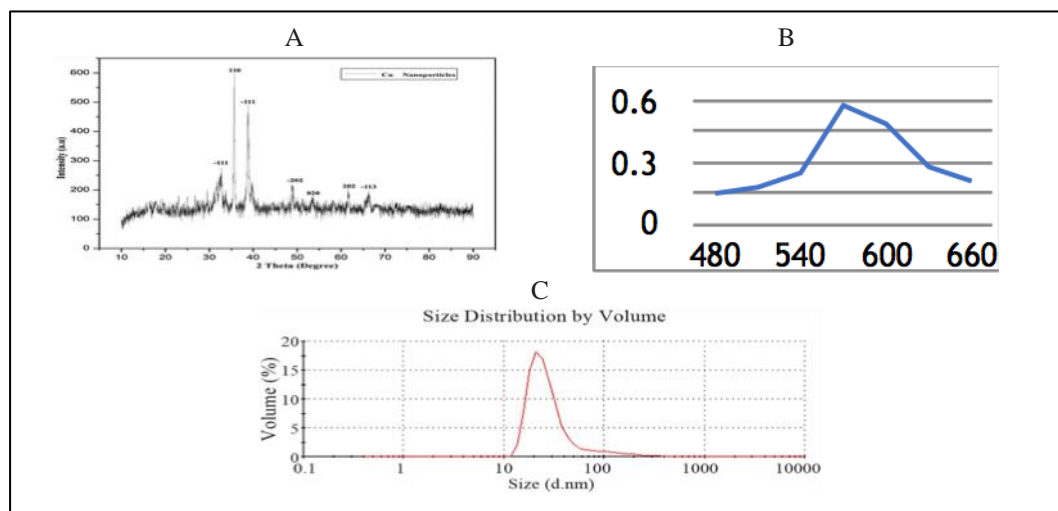 A
B
C
600
500
400
300
200
100
0
Intensity (a.u)
Cu Nanoparticles
110
-111
-202
020
202
-113
10 20 30 40 50 60 70 80 90
2 Theta (Degree)
0.6
0.3
0
480 540 600 660
Size Distribution by Volume
20
15
10
5
0
Volume (%)
0.1 1 10 100 1000 10000
Size (d.nm)